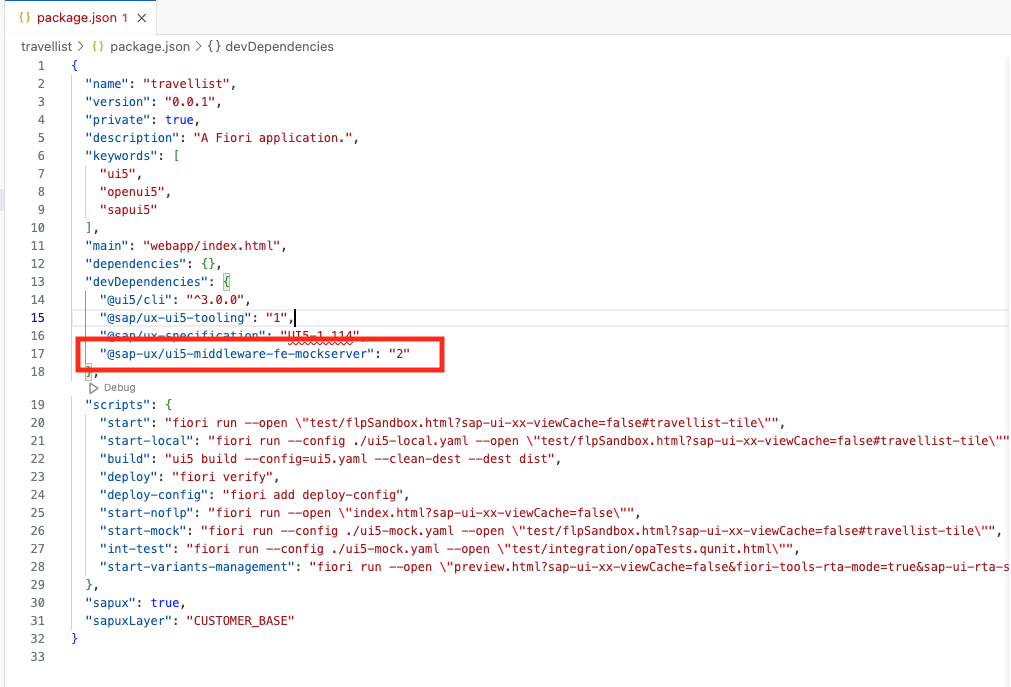 {} package.json 1 ×
travellist > {} package.json > {} devDependencies
1 {
2 "name": "travellist",
3 "version": "0.0.1",
4 "private": true,
5 "description": "A Fiori application.",
6 "keywords": [
7 "ui5",
8 "openui5",
9 "sapui5"
10 ],
11 "main": "webapp/index.html",
12 "dependencies": {},
13 "devDependencies": {
14 "@ui5/cli": "^3.0.0",
15 "@sap/ux-ui5-tooling": "1",
16 "@sap/ux-specification": "UI5-1.114",
17 "@sap-ux/ui5-middleware-fe-mockserver": "2"
18 },
Debug
19 "scripts": {
20 "start": "fiori run --open \"test/flpSandbox.html?sap-ui-xx-viewCache=false#travellist-tile\"",
21 "start-local": "fiori run --config ./ui5-local.yaml --open \"test/flpSandbox.html?sap-ui-xx-viewCache=false#travellist-tile\""
22 "build": "ui5 build --config=ui5.yaml --clean-dest --dest dist",
23 "deploy": "fiori verify",
24 "deploy-config": "fiori add deploy-config",
25 "start-noflp": "fiori run --open \"index.html?sap-ui-xx-viewCache=false\"",
26 "start-mock": "fiori run --config ./ui5-mock.yaml --open \"test/flpSandbox.html?sap-ui-xx-viewCache=false#travellist-tile\"",
27 "int-test": "fiori run --config ./ui5-mock.yaml --open \"test/integration/opaTests.qunit.html\"",
28 "start-variants-management": "fiori run --open \"preview.html?sap-ui-xx-viewCache=false&fiori-tools-rta-mode=true&sap-ui-rta-s
29 },
30 "sapux": true,
31 "sapuxLayer": "CUSTOMER_BASE"
32 }
33